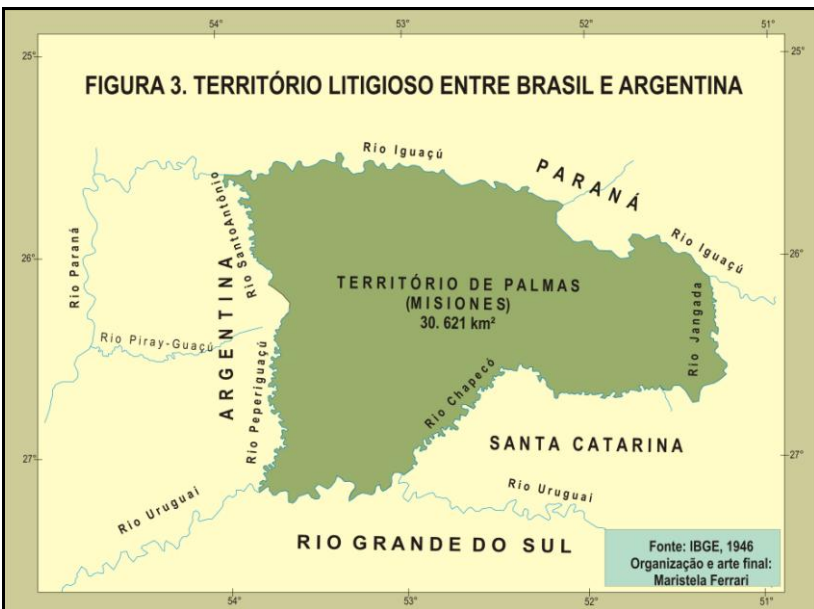 54°
53°
52°
51°
25°
25°
FIGURA 3. TERRITÓRIO LITIGIOSO ENTRE BRASIL E ARGENTINA
Rio Iguaçú
PARANÁ
Rio Iguaçú
Rio Paraná
Rio SantoAntônio
ARGENTINA
26°
26°
TERRITÓRIO DE PALMAS
(MISIONES)
30. 621 km²
Rio Jangada
Rio Piray-Guaçú
Rio Peperiguaçú
Rio Chapecó
SANTA CATARINA
27°
27°
Rio Uruguai
Rio Uruguai
RIO GRANDE DO SUL
Fonte: IBGE, 1946
Organização e arte final:
Maristela Ferrari
54°
53°
52°
51°